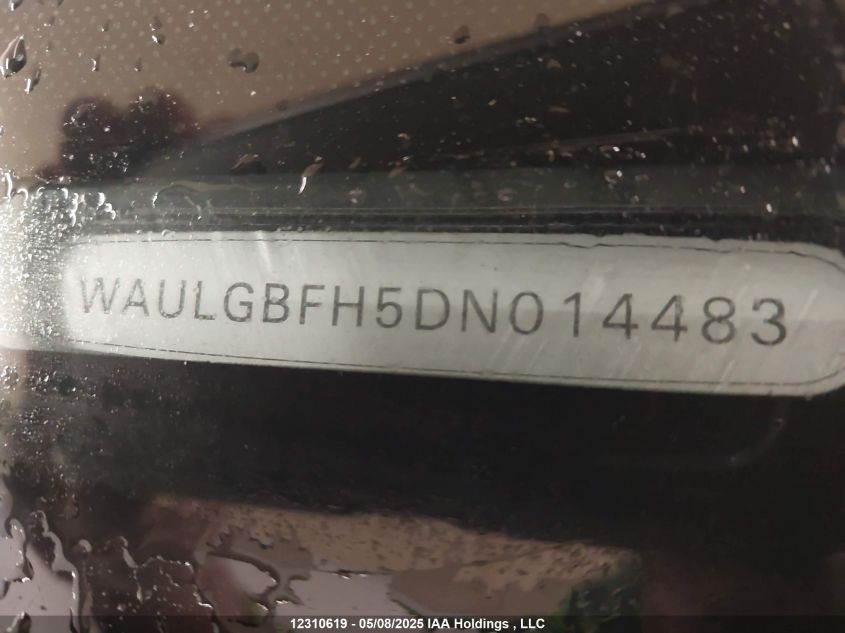 WAULGBFH5DN014483
12310619 - 05/08/2025 IAA Holdings , LLC